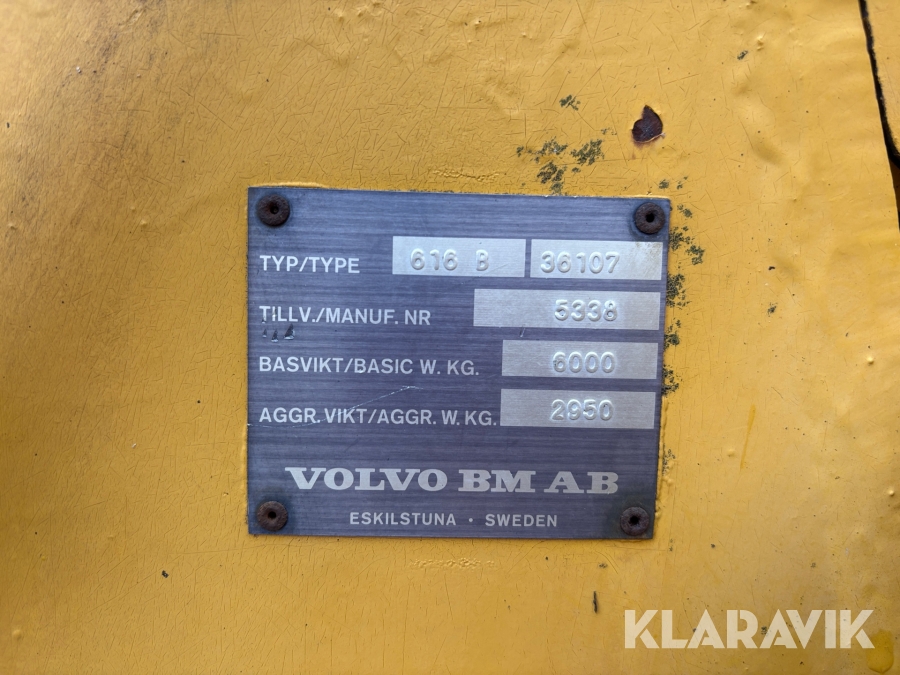 TYP/TYPE 616 B 36107
TILLV./MANUF. NR 5338
BASVIKT/BASIC W. KG. 6000
AGGR. VIKT/AGGR. W. KG. 2950
VOLVO BM AB
ESKILSTUNA · SWEDEN
KLARAVIK